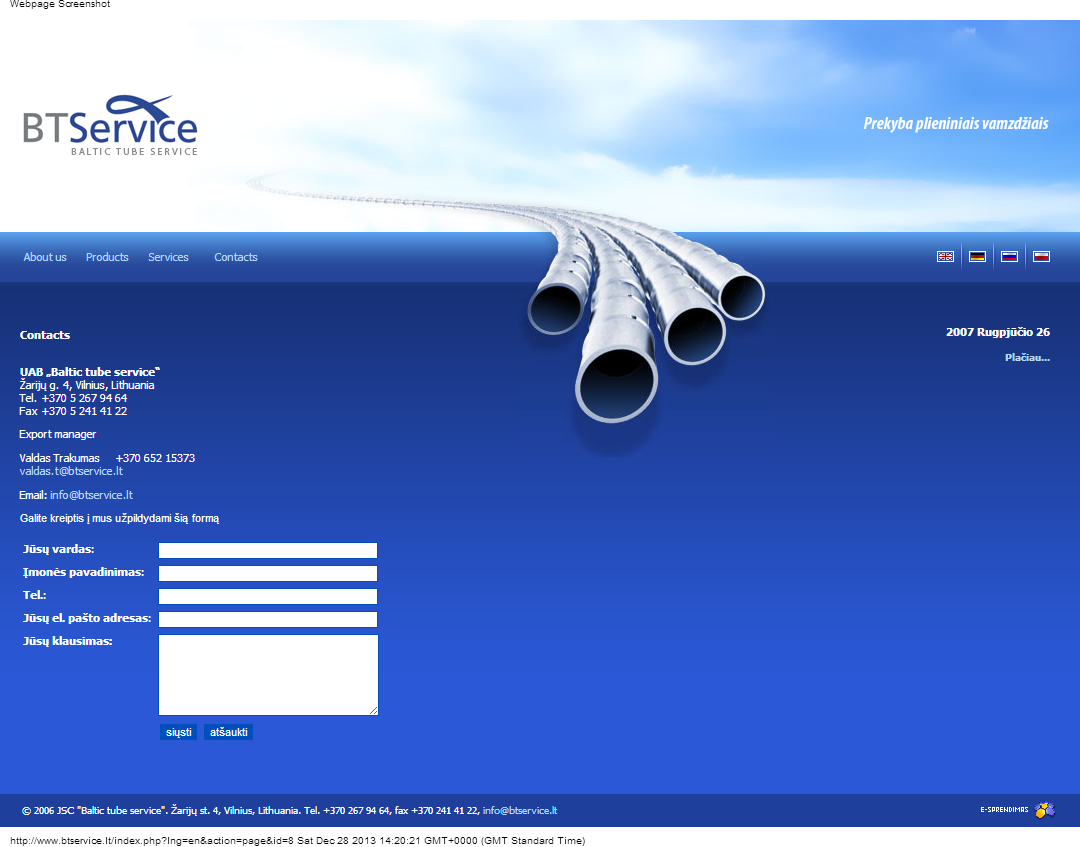 Webpage Screenshot
BTService
BALTIC TUBE SERVICE
Prekyba plieniniais vamzdžiais
About us Products Services Contacts
Contacts
2007 Rugpjūčio 26
Plačiau...
UAB „Baltic tube service“
Žarijų g. 4, Vilnius, Lithuania
Tel. +370 5 267 94 64
Fax +370 5 241 41 22
Export manager
Valdas Trakumas +370 652 15373
valdas.t@btservice.lt
Email: info@btservice.lt
Galite kreiptis į mus užpildydami šią formą
Jūsų vardas:
Įmonės pavadinimas:
Tel.:
Jūsų el. pašto adresas:
Jūsų klausimas:
siųsti atšaukti
© 2006 JSC "Baltic tube service". Žarijų st. 4, Vilnius, Lithuania. Tel. +370 267 94 64, fax +370 241 41 22, info@btservice.lt
E-SPRENDIMAS
http://www.btservice.lt/index.php?lng=en&action=page&id=8 Sat Dec 28 2013 14:20:21 GMT+0000 (GMT Standard Time)